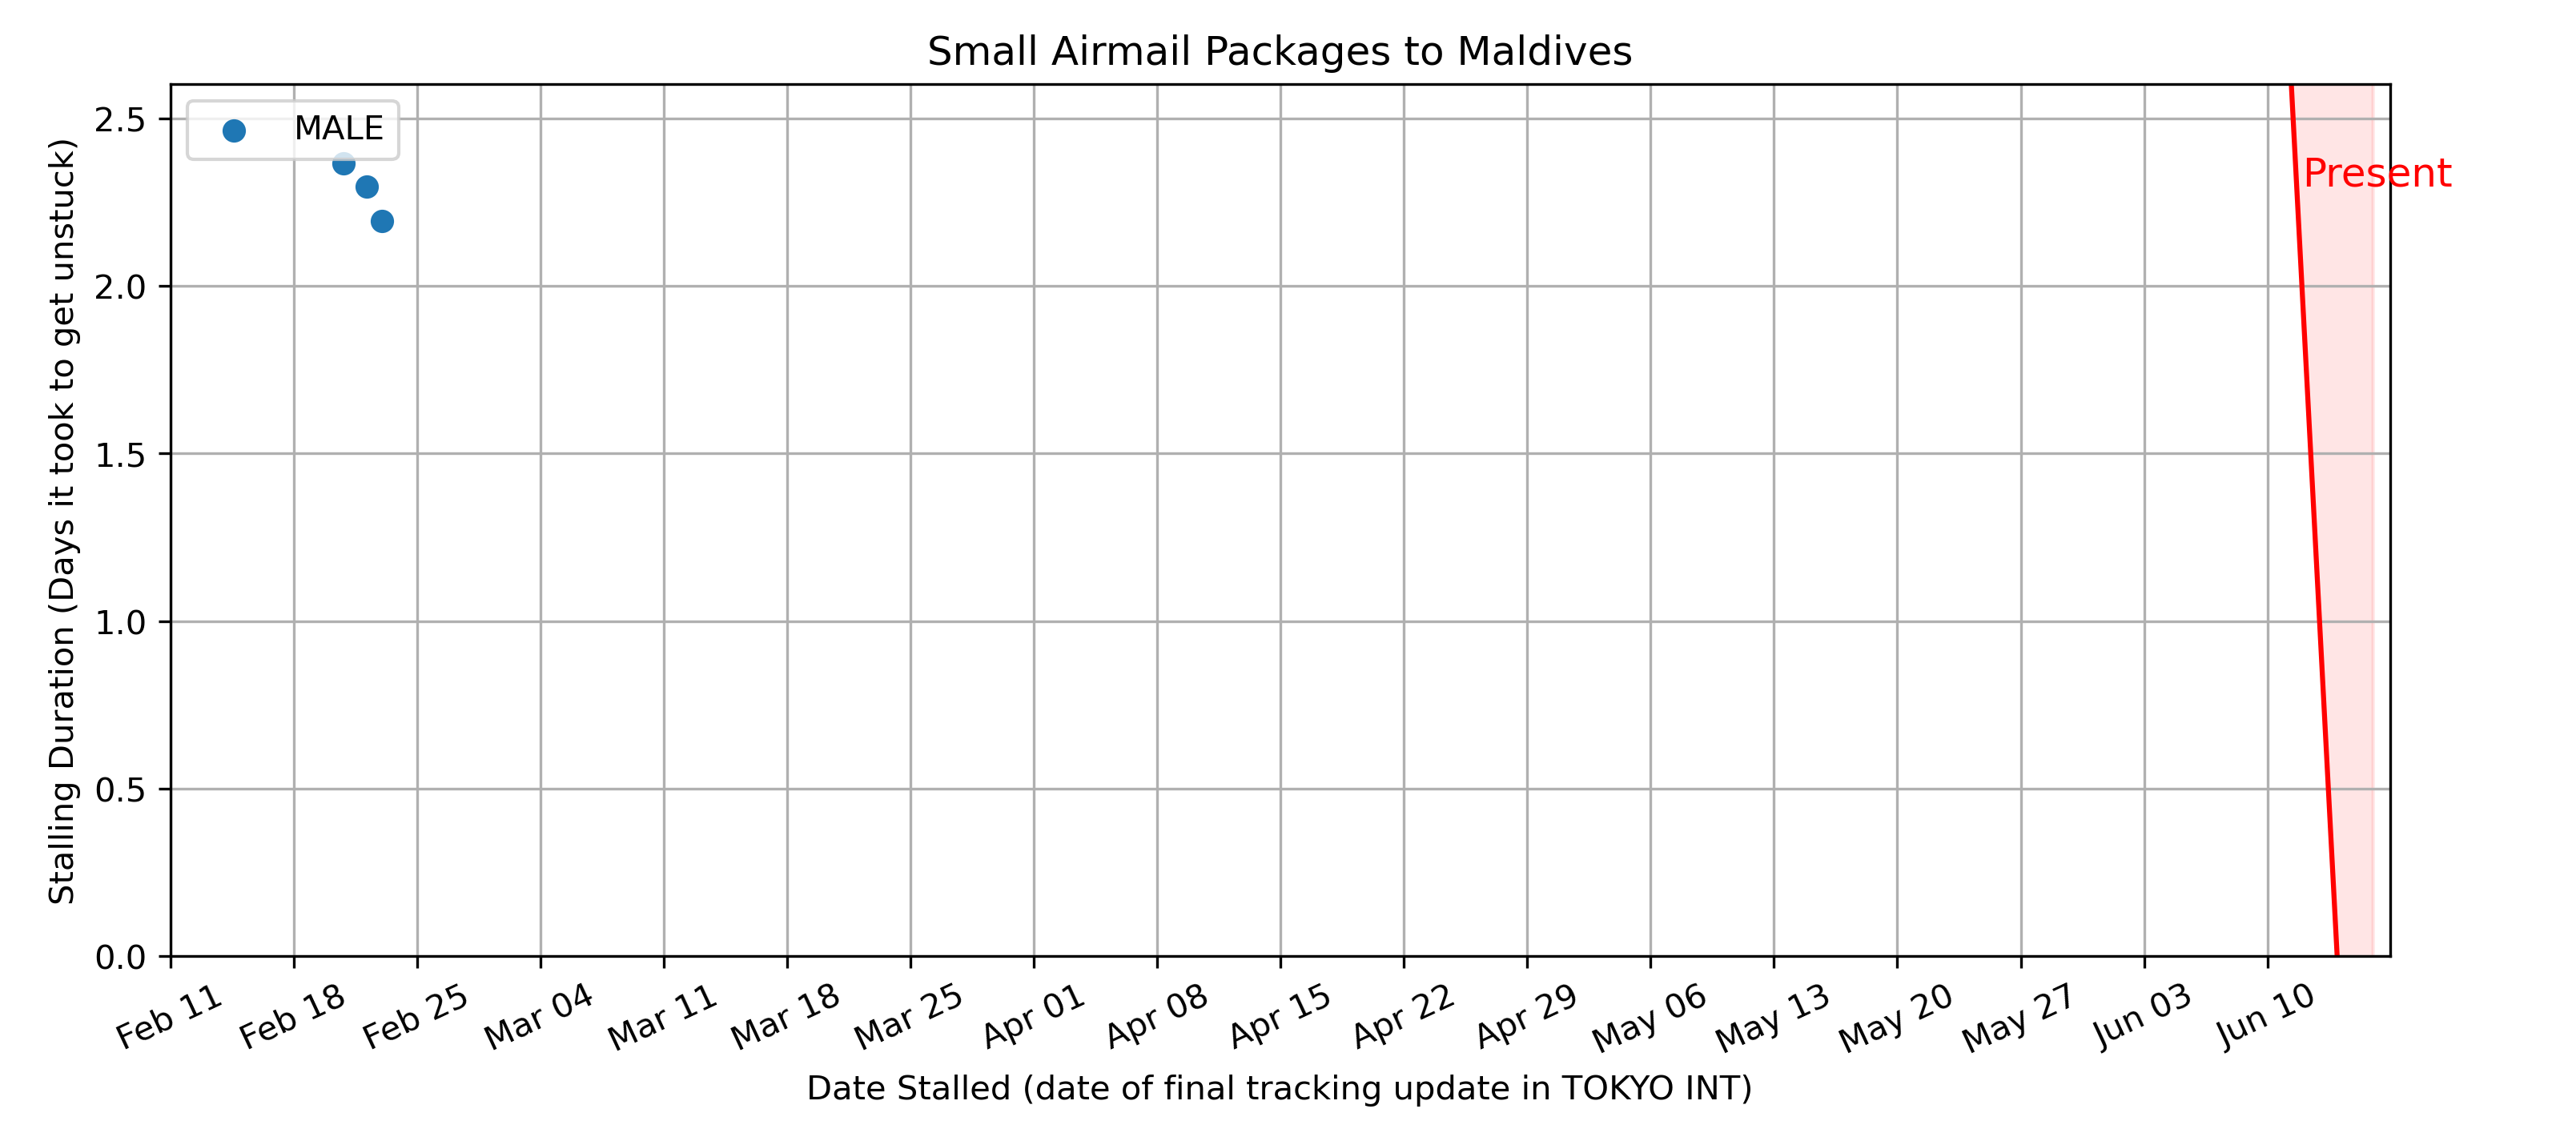 Small Airmail Packages to Maldives
MALE
Present
Stalling Duration (Days it took to get unstuck)
2.5
2.0
1.5
1.0
0.5
0.0
Feb 11
Feb 18
Feb 25
Mar 04
Mar 11
Mar 18
Mar 25
Apr 01
Apr 08
Apr 15
Apr 22
Apr 29
May 06
May 13
May 20
May 27
Jun 03
Jun 10
Date Stalled (date of final tracking update in TOKYO INT)